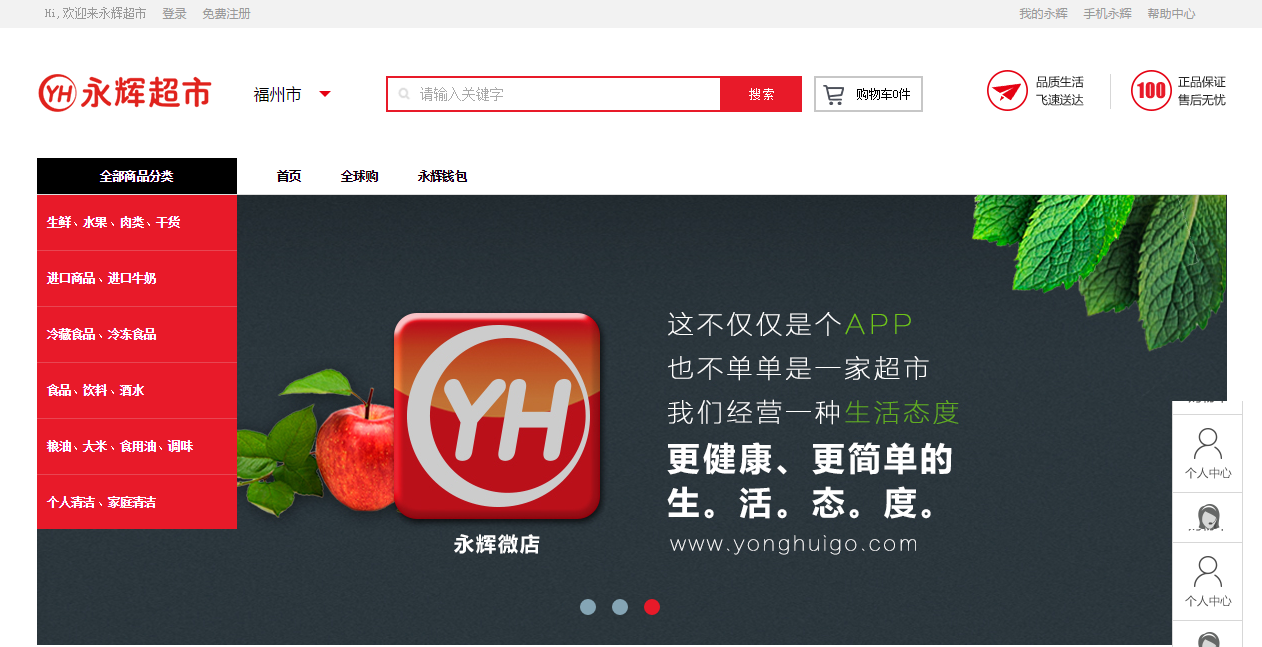 Hi,欢迎来永辉超市 登录 免费注册 我的永辉 手机永辉 帮助中心
YH 永辉超市
福州市
请输入关键字 搜索
购物车0件
品质生活
飞速送达
100
正品保证
售后无忧
全部商品分类 首页 全球购 永辉钱包
生鲜、水果、肉类、干货
进口商品、进口牛奶
冷藏食品、冷冻食品
食品、饮料、酒水
粮油、大米、食用油、调味
个人清洁、家庭清洁
YH
永辉微店
这不仅仅是个APP
也不单单是一家超市
我们经营一种生活态度
更健康、更简单的
生。活。态。度。
www.yonghuigo.com
个人中心
个人中心